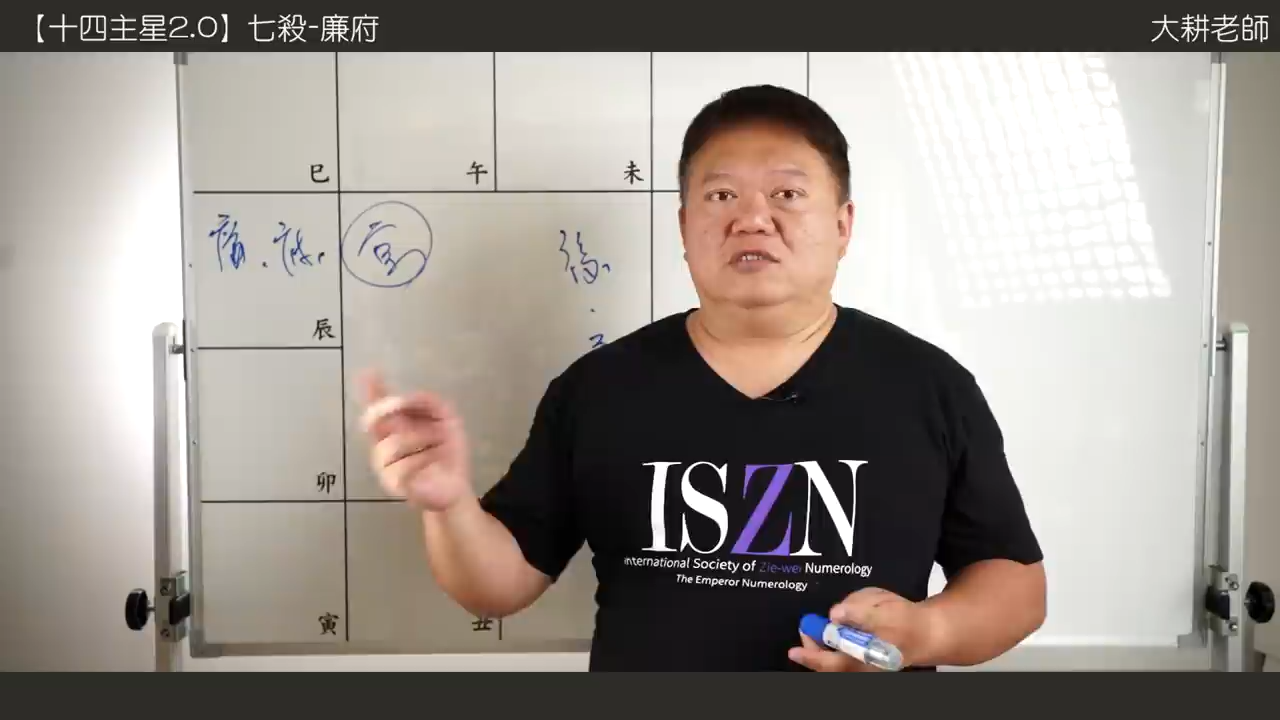 【十四主星2.0】七殺-廉府
大耕老師
巳
午
未
辰
卯
寅
丑
ISZN
International Society of Zie-wei Numerology
The Emperor Numerology